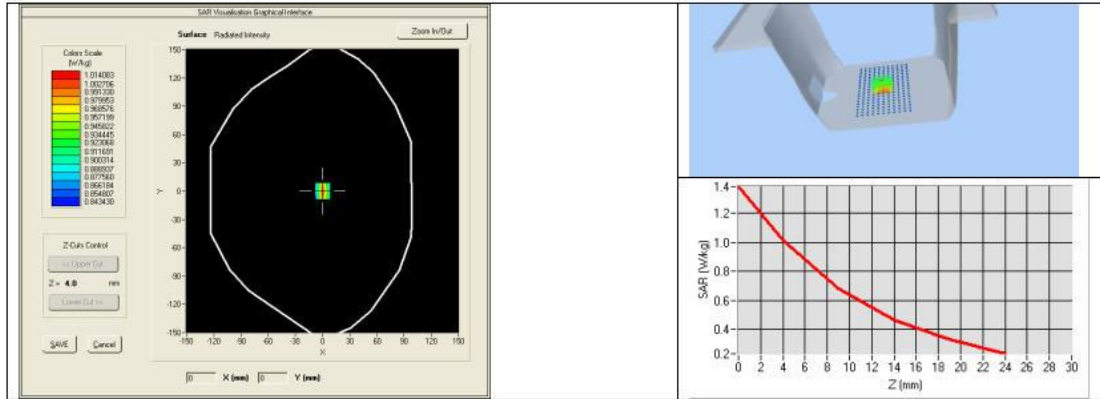 SAR Visualisation Graphical Interface
Surface Radiated Intensity
Zoom In/Out
Colors Scale
(W/kg)
1.014083
1.002706
0.991330
0.979953
0.968576
0.957199
0.945822
0.934445
0.923068
0.911691
0.900314
0.888937
0.877560
0.866184
0.854807
0.843430
150
120
90
60
30
0
-30
-60
-90
-120
-150
Y
-150 -120 -90 -60 -30 0 30 60 90 120 150
X
Z-Cuts Control
<< Upper Cut
Z = 4.0 mm
Lower Cut >>
SAVE Cancel
0 X (mm) 0 Y (mm)
1.4
1.2
1.0
0.8
0.6
0.4
0.2
SAR (W/kg)
0 2 4 6 8 10 12 14 16 18 20 22 24 26 28 30
Z (mm)